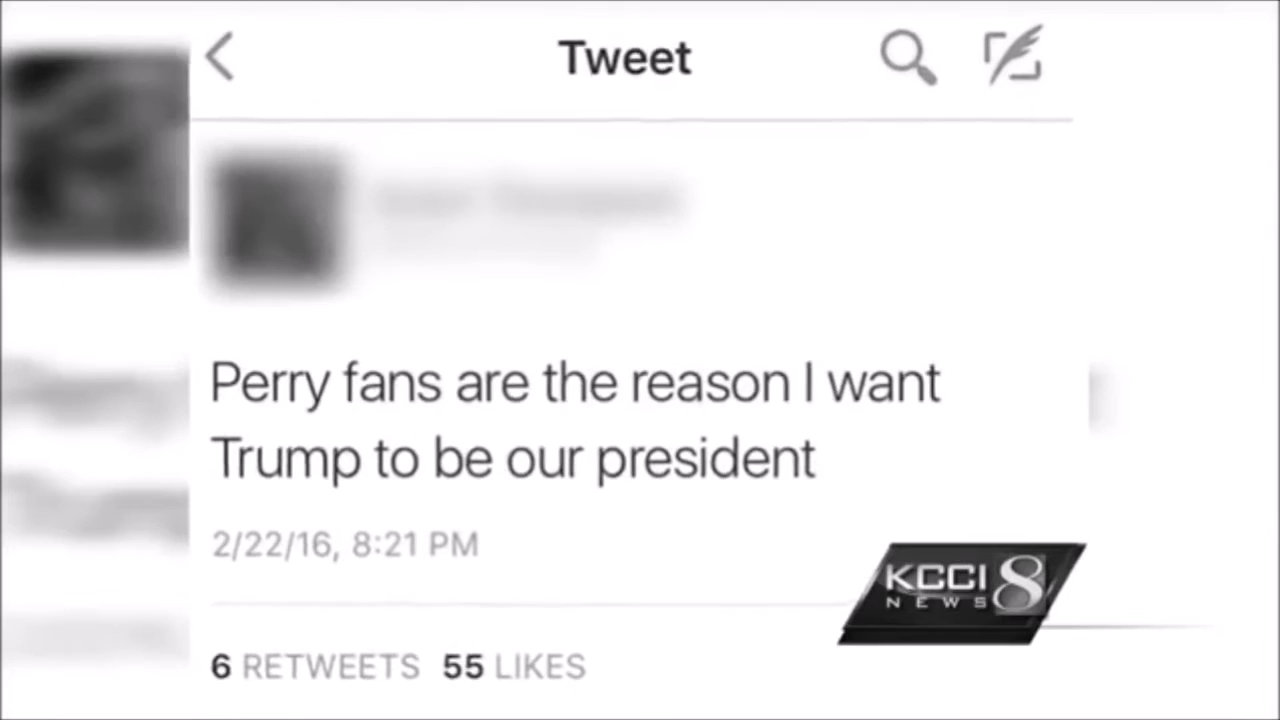 Tweet
Perry fans are the reason I want
Trump to be our president
2/22/16, 8:21 PM
KCCI 8
NEWS
6 RETWEETS 55 LIKES